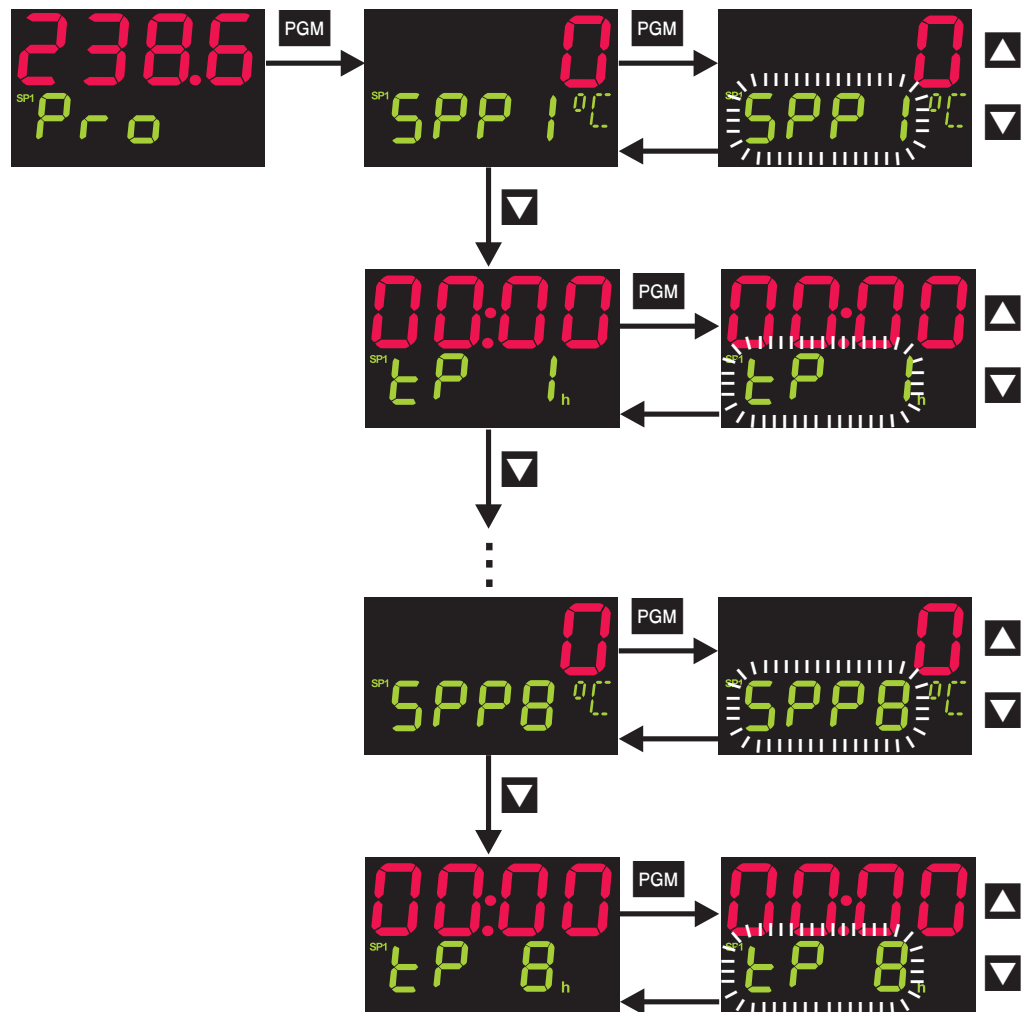 238.6
PGM
0
PGM
0
SP1
Pro
SP1
SPP1 °C
SP1
SPP1 °C
00:00
PGM
00:00
SP1
tP 1 h
SP1
tP 1 h
0
PGM
0
SP1
SPP8 °C
SP1
SPP8 °C
00:00
PGM
00:00
SP1
tP 8 h
SP1
tP 8 h